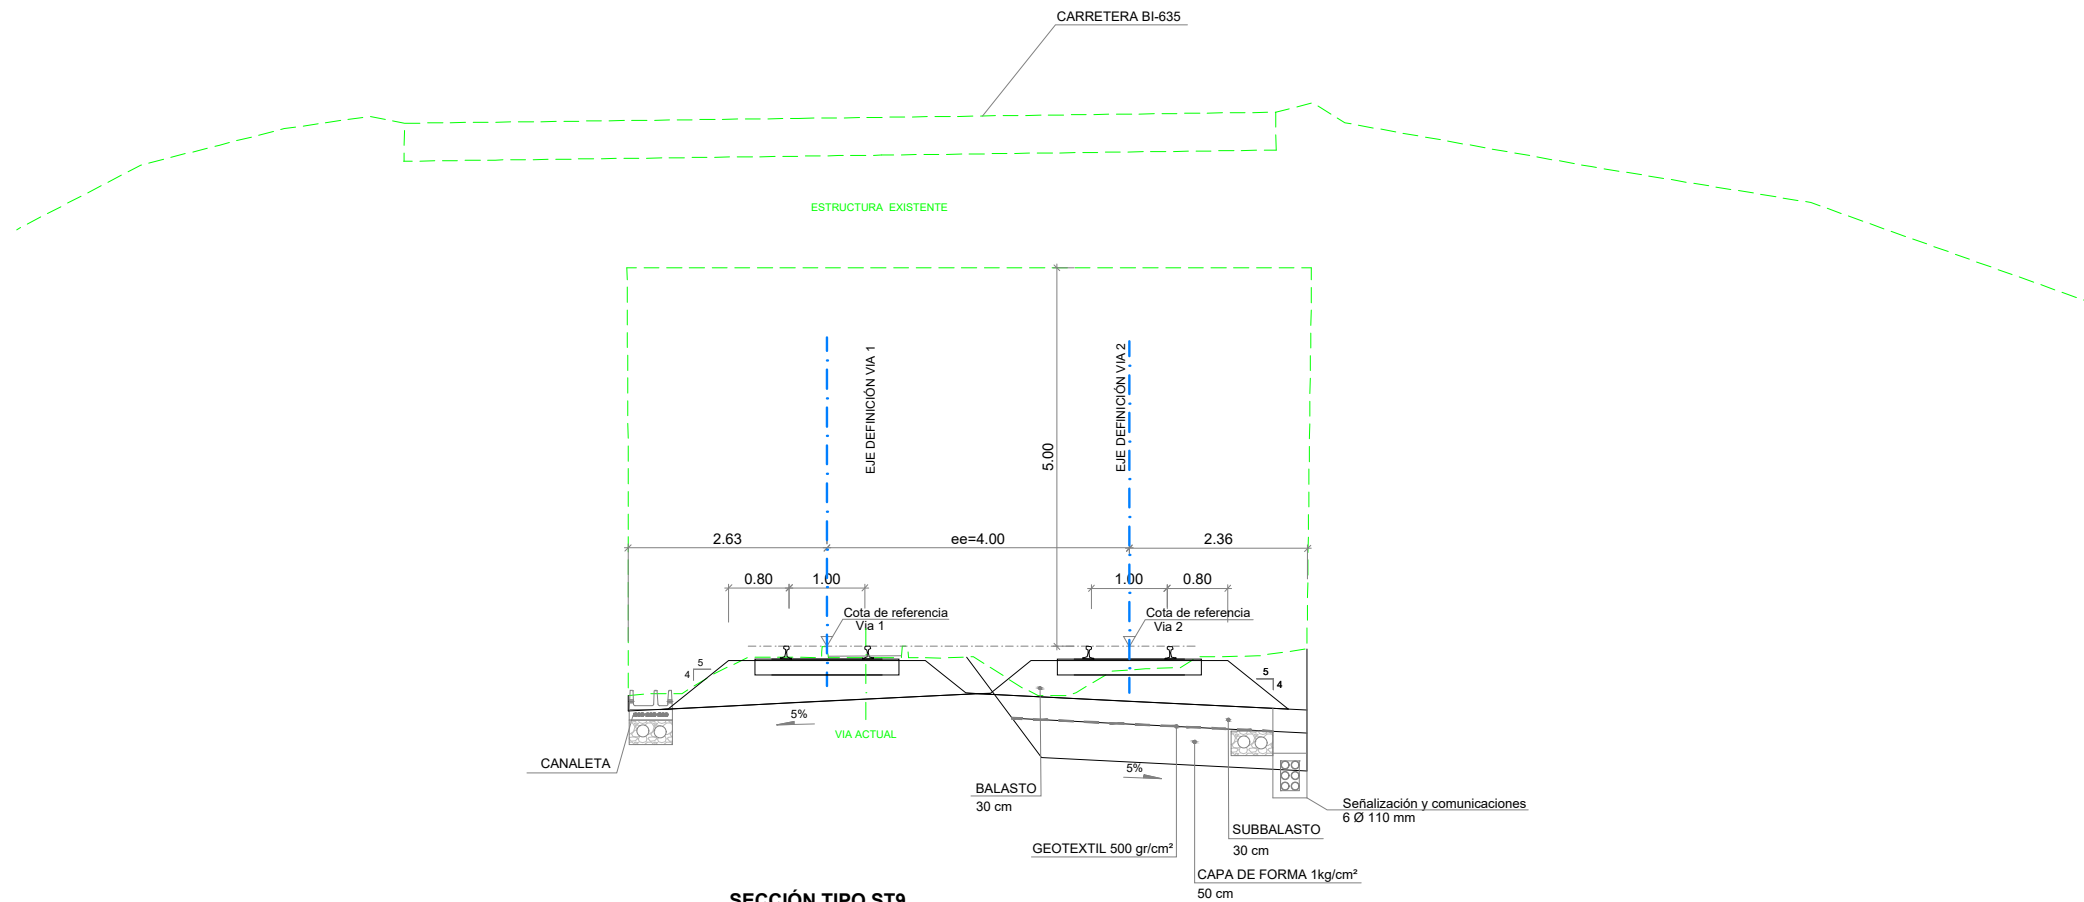 CARRETERA BI-635
ESTRUCTURA EXISTENTE
EJE DEFINICIÓN VIA 1
EJE DEFINICIÓN VIA 2
5.00
2.63
ee=4.00
2.36
0.80
1.00
1.00
0.80
Cota de referencia
Via 1
Cota de referencia
Via 2
5
4
5
4
5%
VIA ACTUAL
CANALETA
5%
BALASTO
30 cm
Señalización y comunicaciones
6 Ø 110 mm
SUBBALASTO
30 cm
GEOTEXTIL 500 gr/cm²
CAPA DE FORMA 1kg/cm²
50 cm
SECCIÓN TIPO ST9